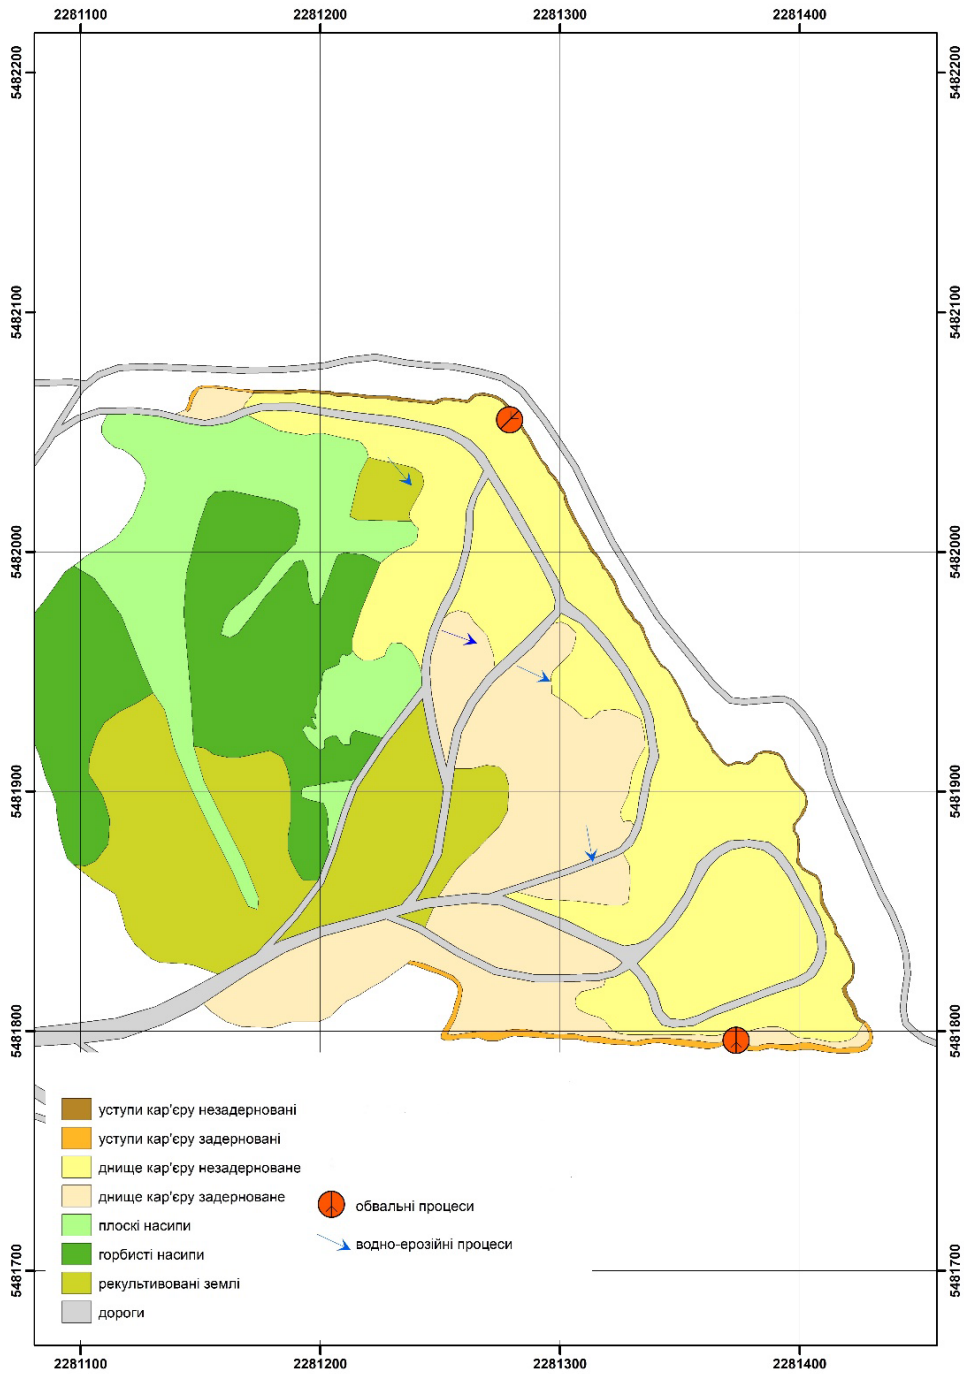 2281100 2281200 2281300 2281400
5482200 5482200
5482100 5482100
5482000 5482000
5481900 5481900
5481800 5481800
5481700 5481700
уступи кар'єру незадерновані
уступи кар'єру задерновані
днище кар'єру незадерноване
днище кар'єру задерноване
плоскі насипи
горбисті насипи
рекультивовані землі
дороги
обвальні процеси
водно-ерозійні процеси
2281100 2281200 2281300 2281400